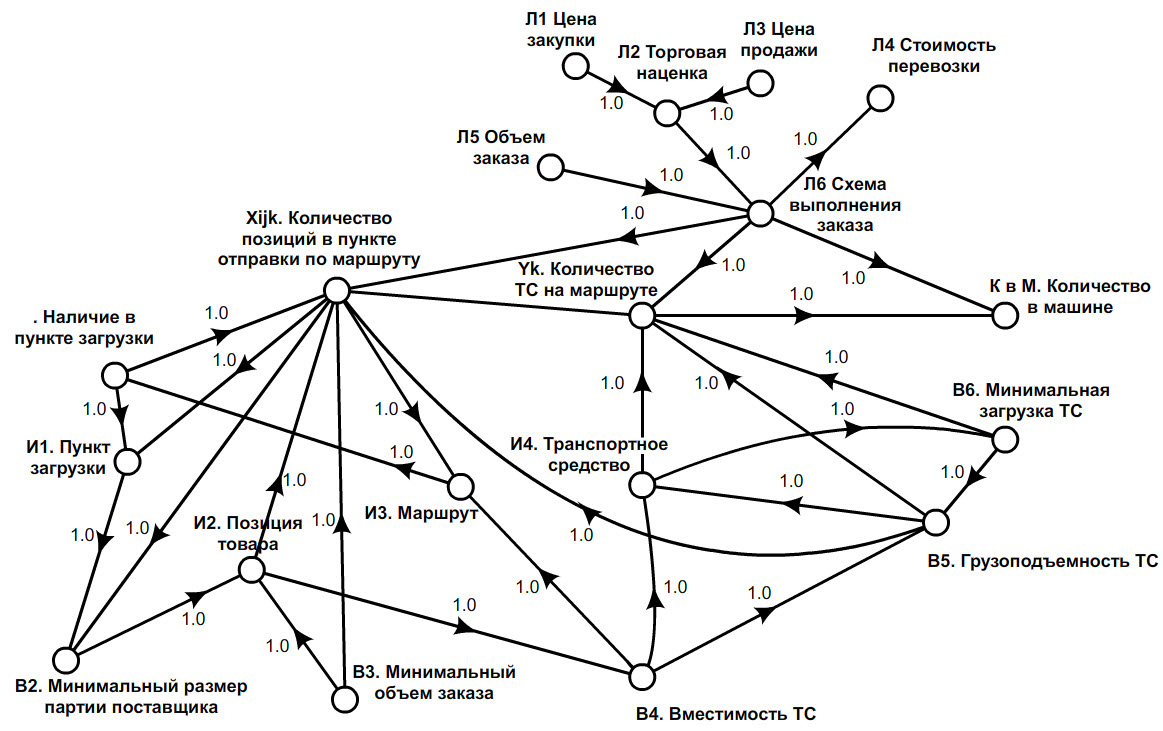 Л1 Цена
закупки
Л3 Цена
продажи
Л2 Торговая
наценка
Л4 Стоимость
перевозки
1.0
1.0
Л5 Объем
заказа
1.0
1.0
1.0
Л6 Схема
выполнения
заказа
Xijk. Количество
позиций в пункте
отправки по маршруту
1.0
Yk. Количество
ТС на маршруте
1.0
1.0
К в М. Количество
в машине
1.0
. Наличие в
пункте загрузки
1.0
1.0
1.0
1.0
1.0
В6. Минимальная
загрузка ТС
1.0
1.0
1.0
И1. Пункт
загрузки
И4. Транспортное
средство
1.0
1.0
1.0
1.0
И3. Маршрут
И2. Позиция
товара
1.0
1.0
1.0
1.0
В5. Грузоподъемность ТС
1.0
1.0
1.0
1.0
1.0
1.0
В2. Минимальный размер
партии поставщика
В3. Минимальный
объем заказа
В4. Вместимость ТС